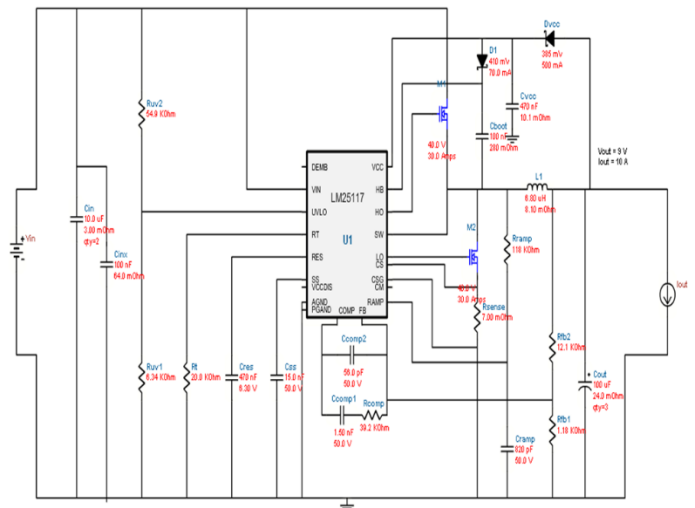 Dvcc
385 mV
500 mA
D1
410 mV
70.0 mA
M1
Cvcc
470 nF
10.1 mOhm
Ruv2
54.9 KOhm
Cboot
100 nF
280 mOhm
40.0 V
30.0 Amps
Vout = 9 V
Iout = 10 A
DEMB
VCC
LM25117
VIN
HB
UVLO
HO
U1
RT
SW
RES
LO
CS
SS
CSG
VCCDIS
CM
AGND
RAMP
PGAND
COMP FB
L1
6.80 uH
8.10 mOhm
Cin
10.0 uF
3.00 mOhm
qty=2
Cinx
100 nF
64.0 mOhm
Vin
M2
Rramp
110 KOhm
40.0 V
30.0 Amps
Rsense
7.00 mOhm
Iout
Rfb2
12.1 KOhm
Ruv1
6.34 KOhm
Rt
20.0 KOhm
Cres
470 nF
6.30 V
Css
15.0 nF
50.0 V
Ccomp2
56.0 pF
50.0 V
Ccomp1
1.50 nF
50.0 V
Rcomp
39.2 KOhm
Cramp
820 pF
50.0 V
Rfb1
1.18 KOhm
Cout
100 uF
24.0 mOhm
qty=3